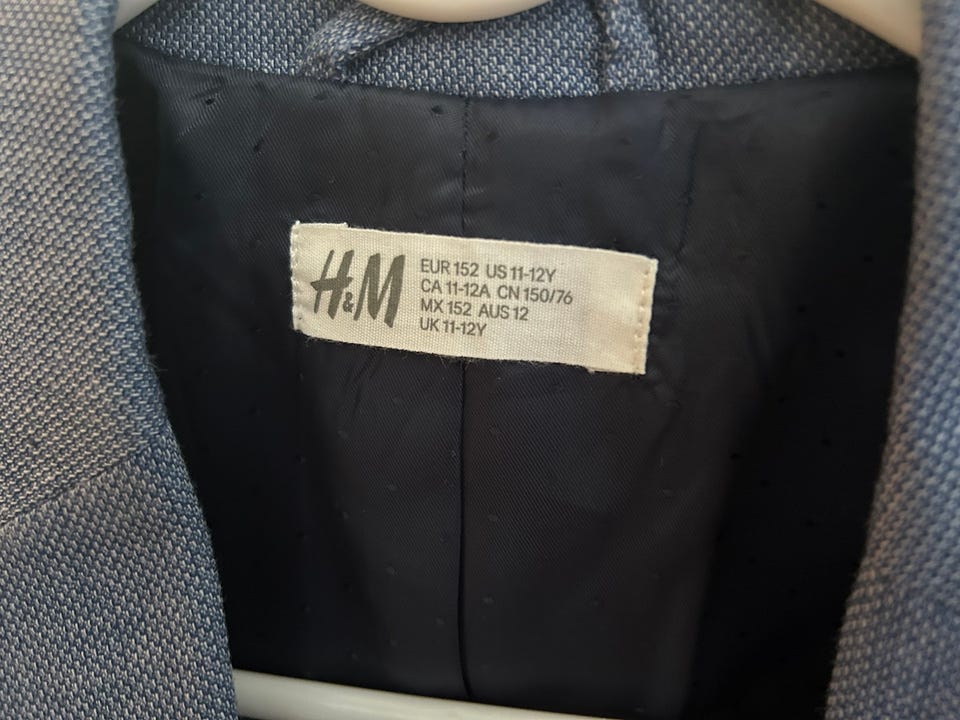 H&M
EUR 152 US 11-12Y
CA 11-12A CN 150/76
MX 152 AUS 12
UK 11-12Y